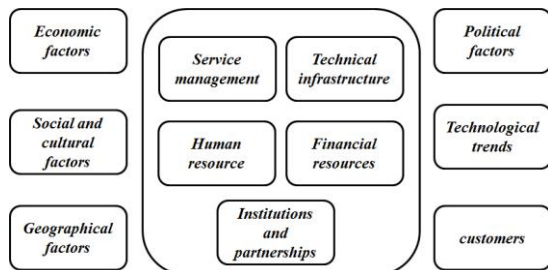 Economic
factors
Social and
cultural
factors
Geographical
factors
Service
management
Technical
infrastructure
Human
resource
Financial
resources
Institutions
and
partnerships
Political
factors
Technological
trends
customers